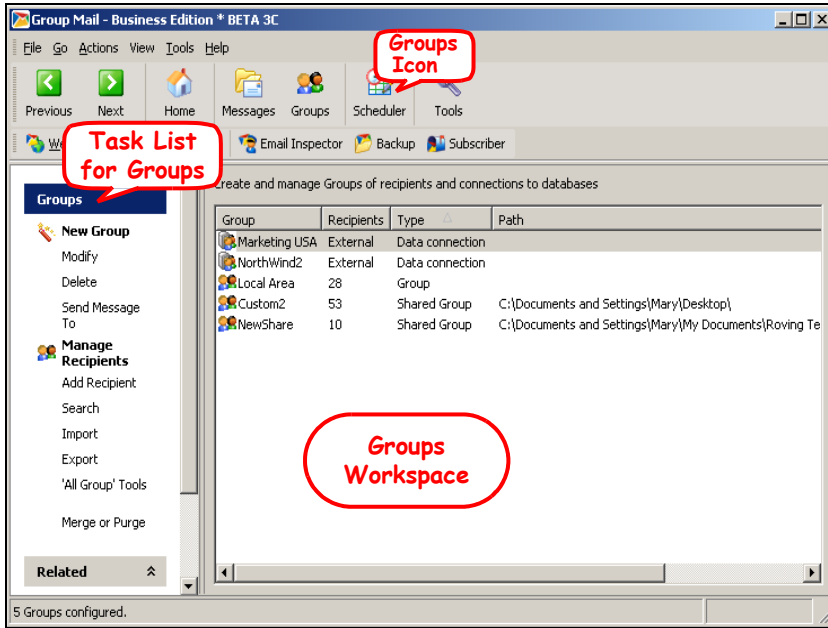 Group Mail - Business Edition * BETA 3C
File Go Actions View Tools Help
Groups
Icon
Previous Next Home Messages Groups Scheduler Tools
Task List
for Groups
Email Inspector Backup Subscriber
Create and manage Groups of recipients and connections to databases
Groups
New Group
Modify
Delete
Send Message
To
Manage
Recipients
Add Recipient
Search
Import
Export
'All Group' Tools
Merge or Purge
Related
Group Recipients Type Path
Marketing USA External Data connection
NorthWind2 External Data connection
Local Area 28 Group
Custom2 53 Shared Group C:\Documents and Settings\Mary\Desktop\
NewShare 10 Shared Group C:\Documents and Settings\Mary\My Documents\Roving Te
Groups
Workspace
5 Groups configured.